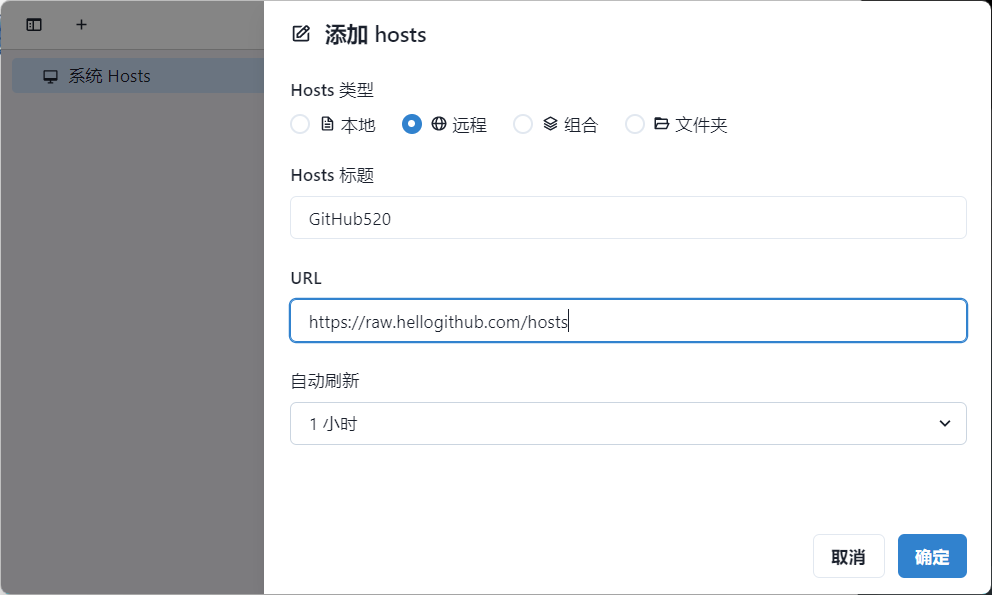 添加 hosts
系统 Hosts
Hosts 类型
本地 远程 组合 文件夹
Hosts 标题
GitHub520
URL
https://raw.hellogithub.com/hosts
自动刷新
1 小时
取消 确定